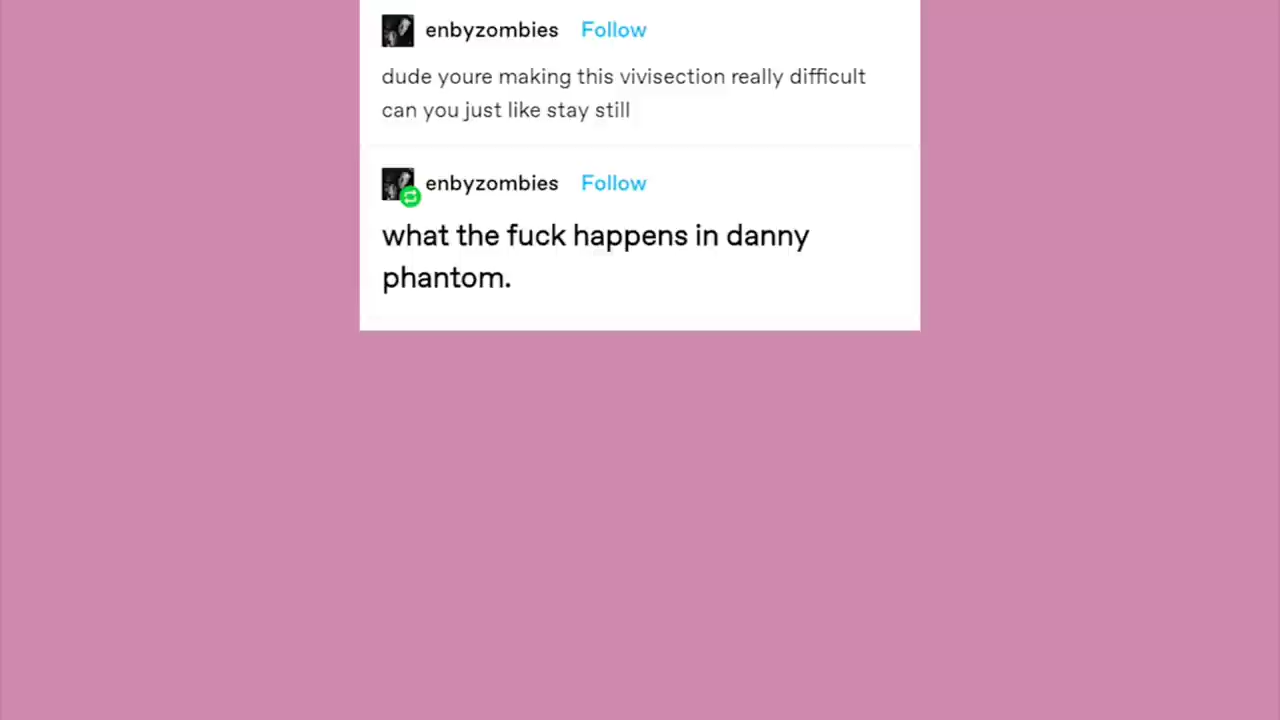 enbyzombies Follow
dude youre making this vivisection really difficult
can you just like stay still
enbyzombies Follow
what the fuck happens in danny
phantom.